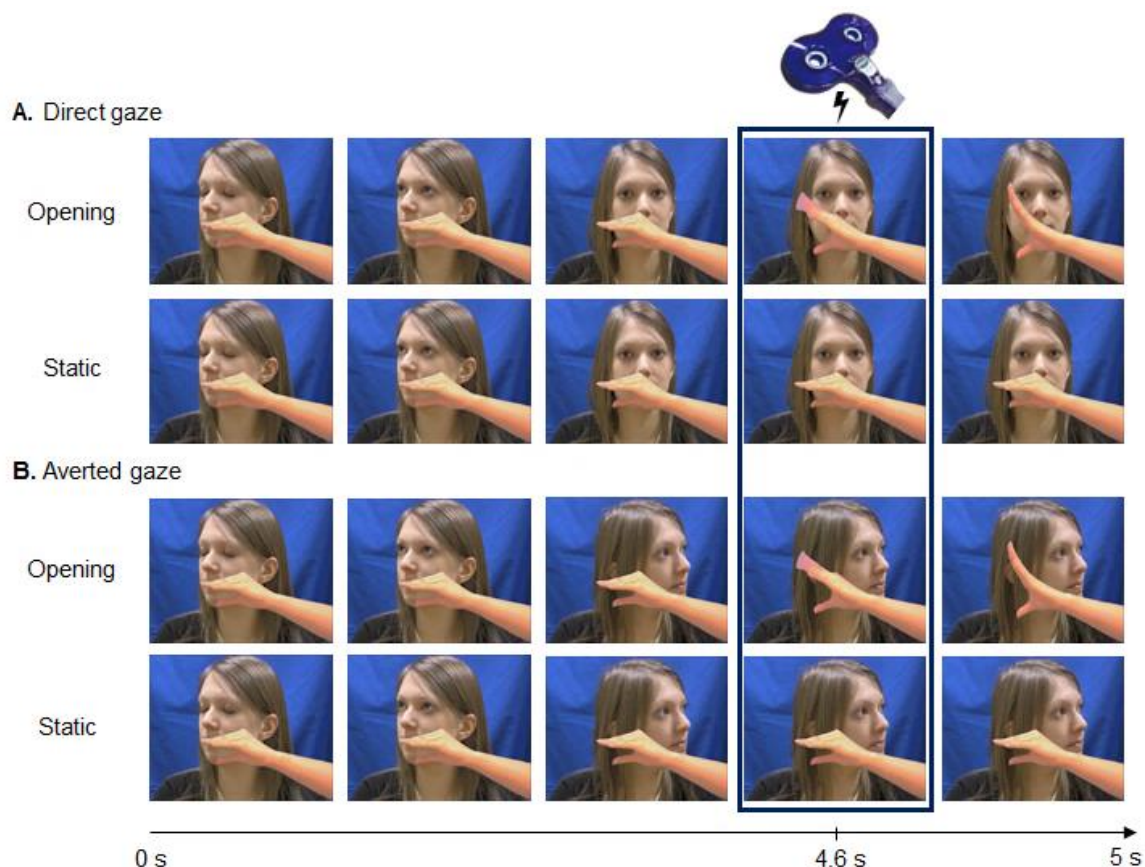 A. Direct gaze
Opening
Static
B. Averted gaze
Opening
Static
0 s
4.6 s
5 s